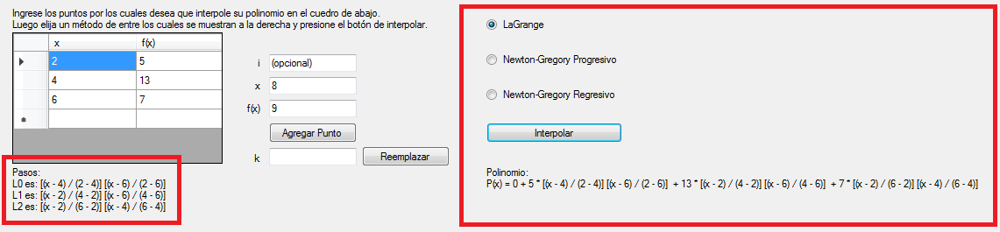 Ingrese los puntos por los cuales desea que interpole su polinomio en el cuedro de abajo.
Luego elija un método de entre los cuales se muestran a la derecha y presione el botón de interpolar.
x f(x)
2 5
4 13
6 7
i (opcional)
x 8
f(x) 9
Agregar Punto
k
Reemplazar
Pasos:
L0 es: [(x - 4) / (2 - 4)] [(x - 6) / (2 - 6)]
L1 es: [(x - 2) / (4 - 2)] [(x - 6) / (4 - 6)]
L2 es: [(x - 2) / (6 - 2)] [(x - 4) / (6 - 4)]
LaGrange
Newton-Gregory Progresivo
Newton-Gregory Regresivo
Interpolar
Polinomio:
P(x) = 0 + 5 * [(x - 4) / (2 - 4)] [(x - 6) / (2 - 6)] + 13 * [(x - 2) / (4 - 2)] [(x - 6) / (4 - 6)] + 7 * [(x - 2) / (6 - 2)] [(x - 4) / (6 - 4)]